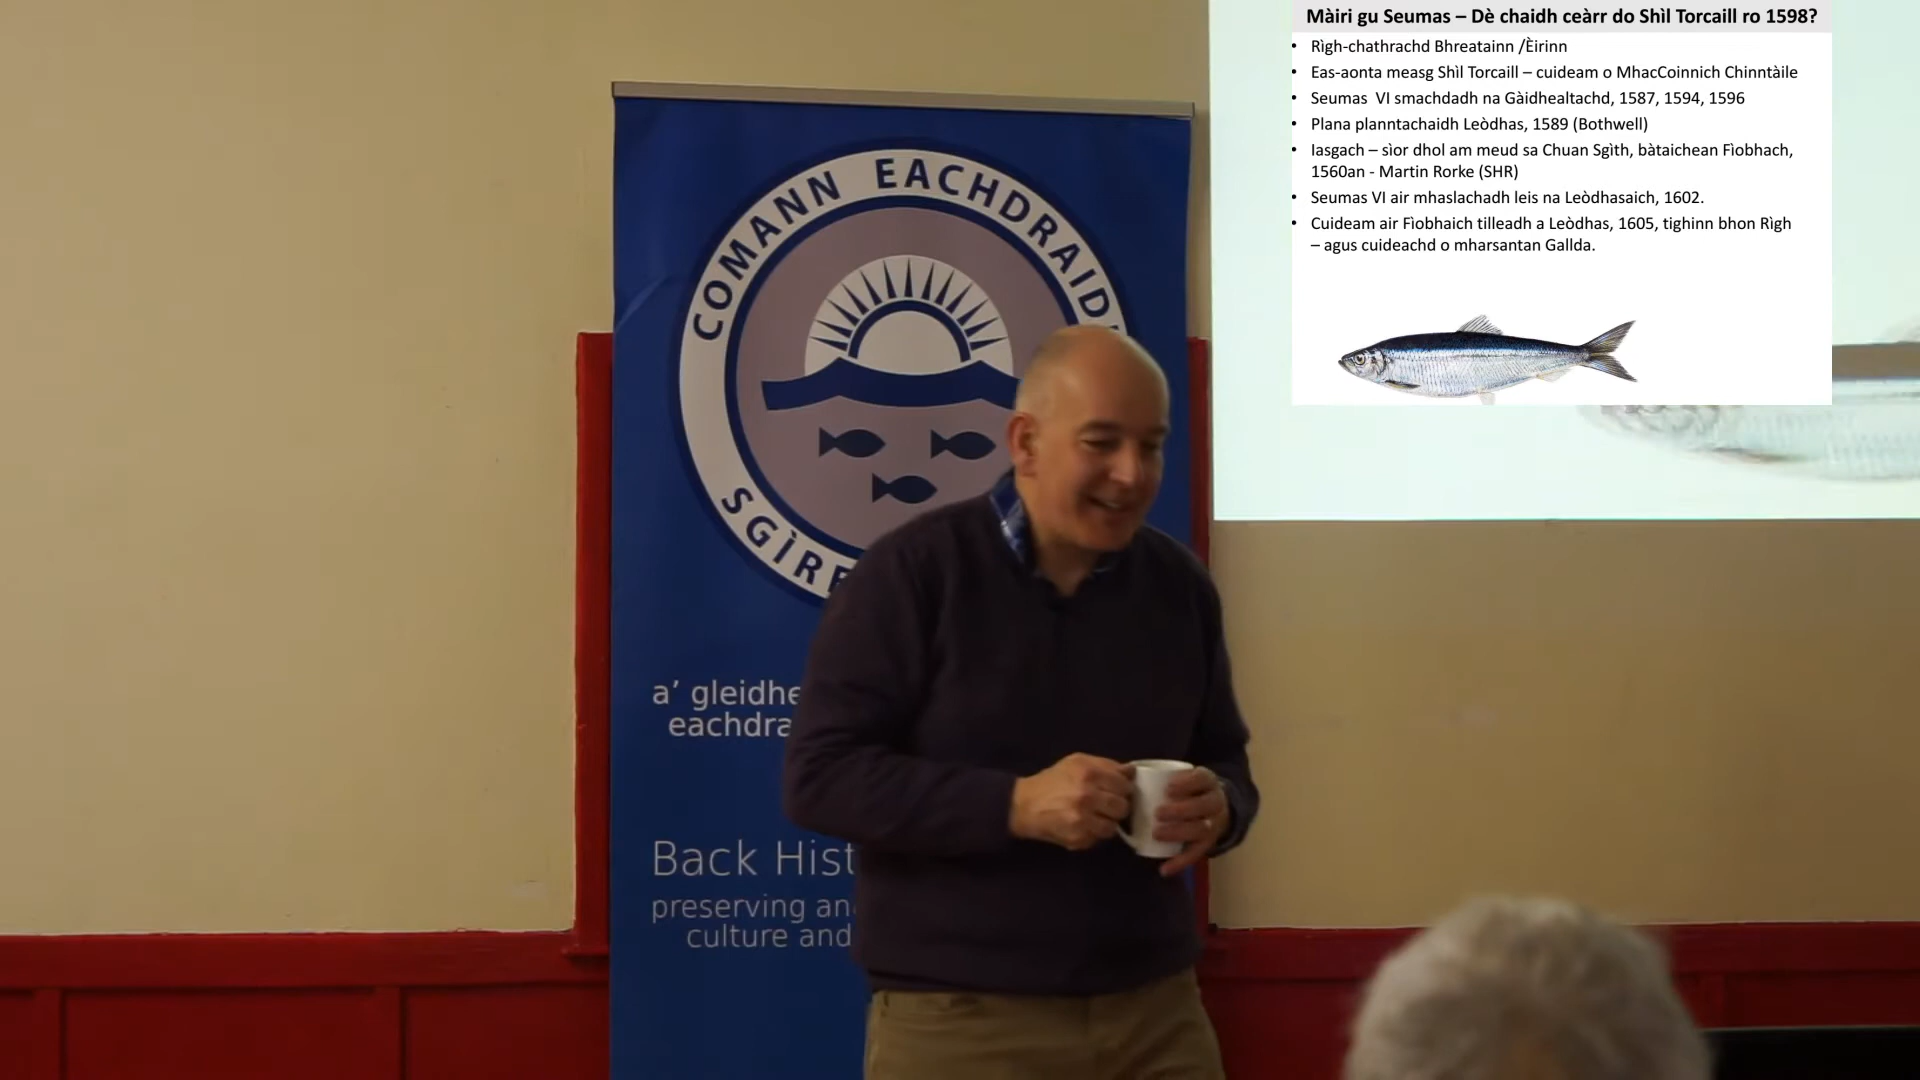 Màiri gu Seumas – Dè chaidh ceàrr do Shìl Torcaill ro 1598?
• Rìgh-chathrachd Bhreatainn /Èirinn
• Eas-aonta measg Shìl Torcaill – cuideam o MhacCoinnich Chinntàile
• Seumas VI smachdadh na Gàidhealtachd, 1587, 1594, 1596
• Plana planntachaidh Leòdhas, 1589 (Bothwell)
• Iasgach – sìor dhol am meud sa Chuan Sgìth, bàtaichean Fìobhach,
1560an - Martin Rorke (SHR)
• Seumas VI air mhaslachadh leis na Leòdhasaich, 1602.
• Cuideam air Fìobhaich tilleadh a Leòdhas, 1605, tighinn bhon Rìgh
– agus cuideachd o mharsantan Gallda.
COMANN EACHDRAID
SGÌRE
a’ gleidhe
eachdra
Back Hist
preserving an
culture and